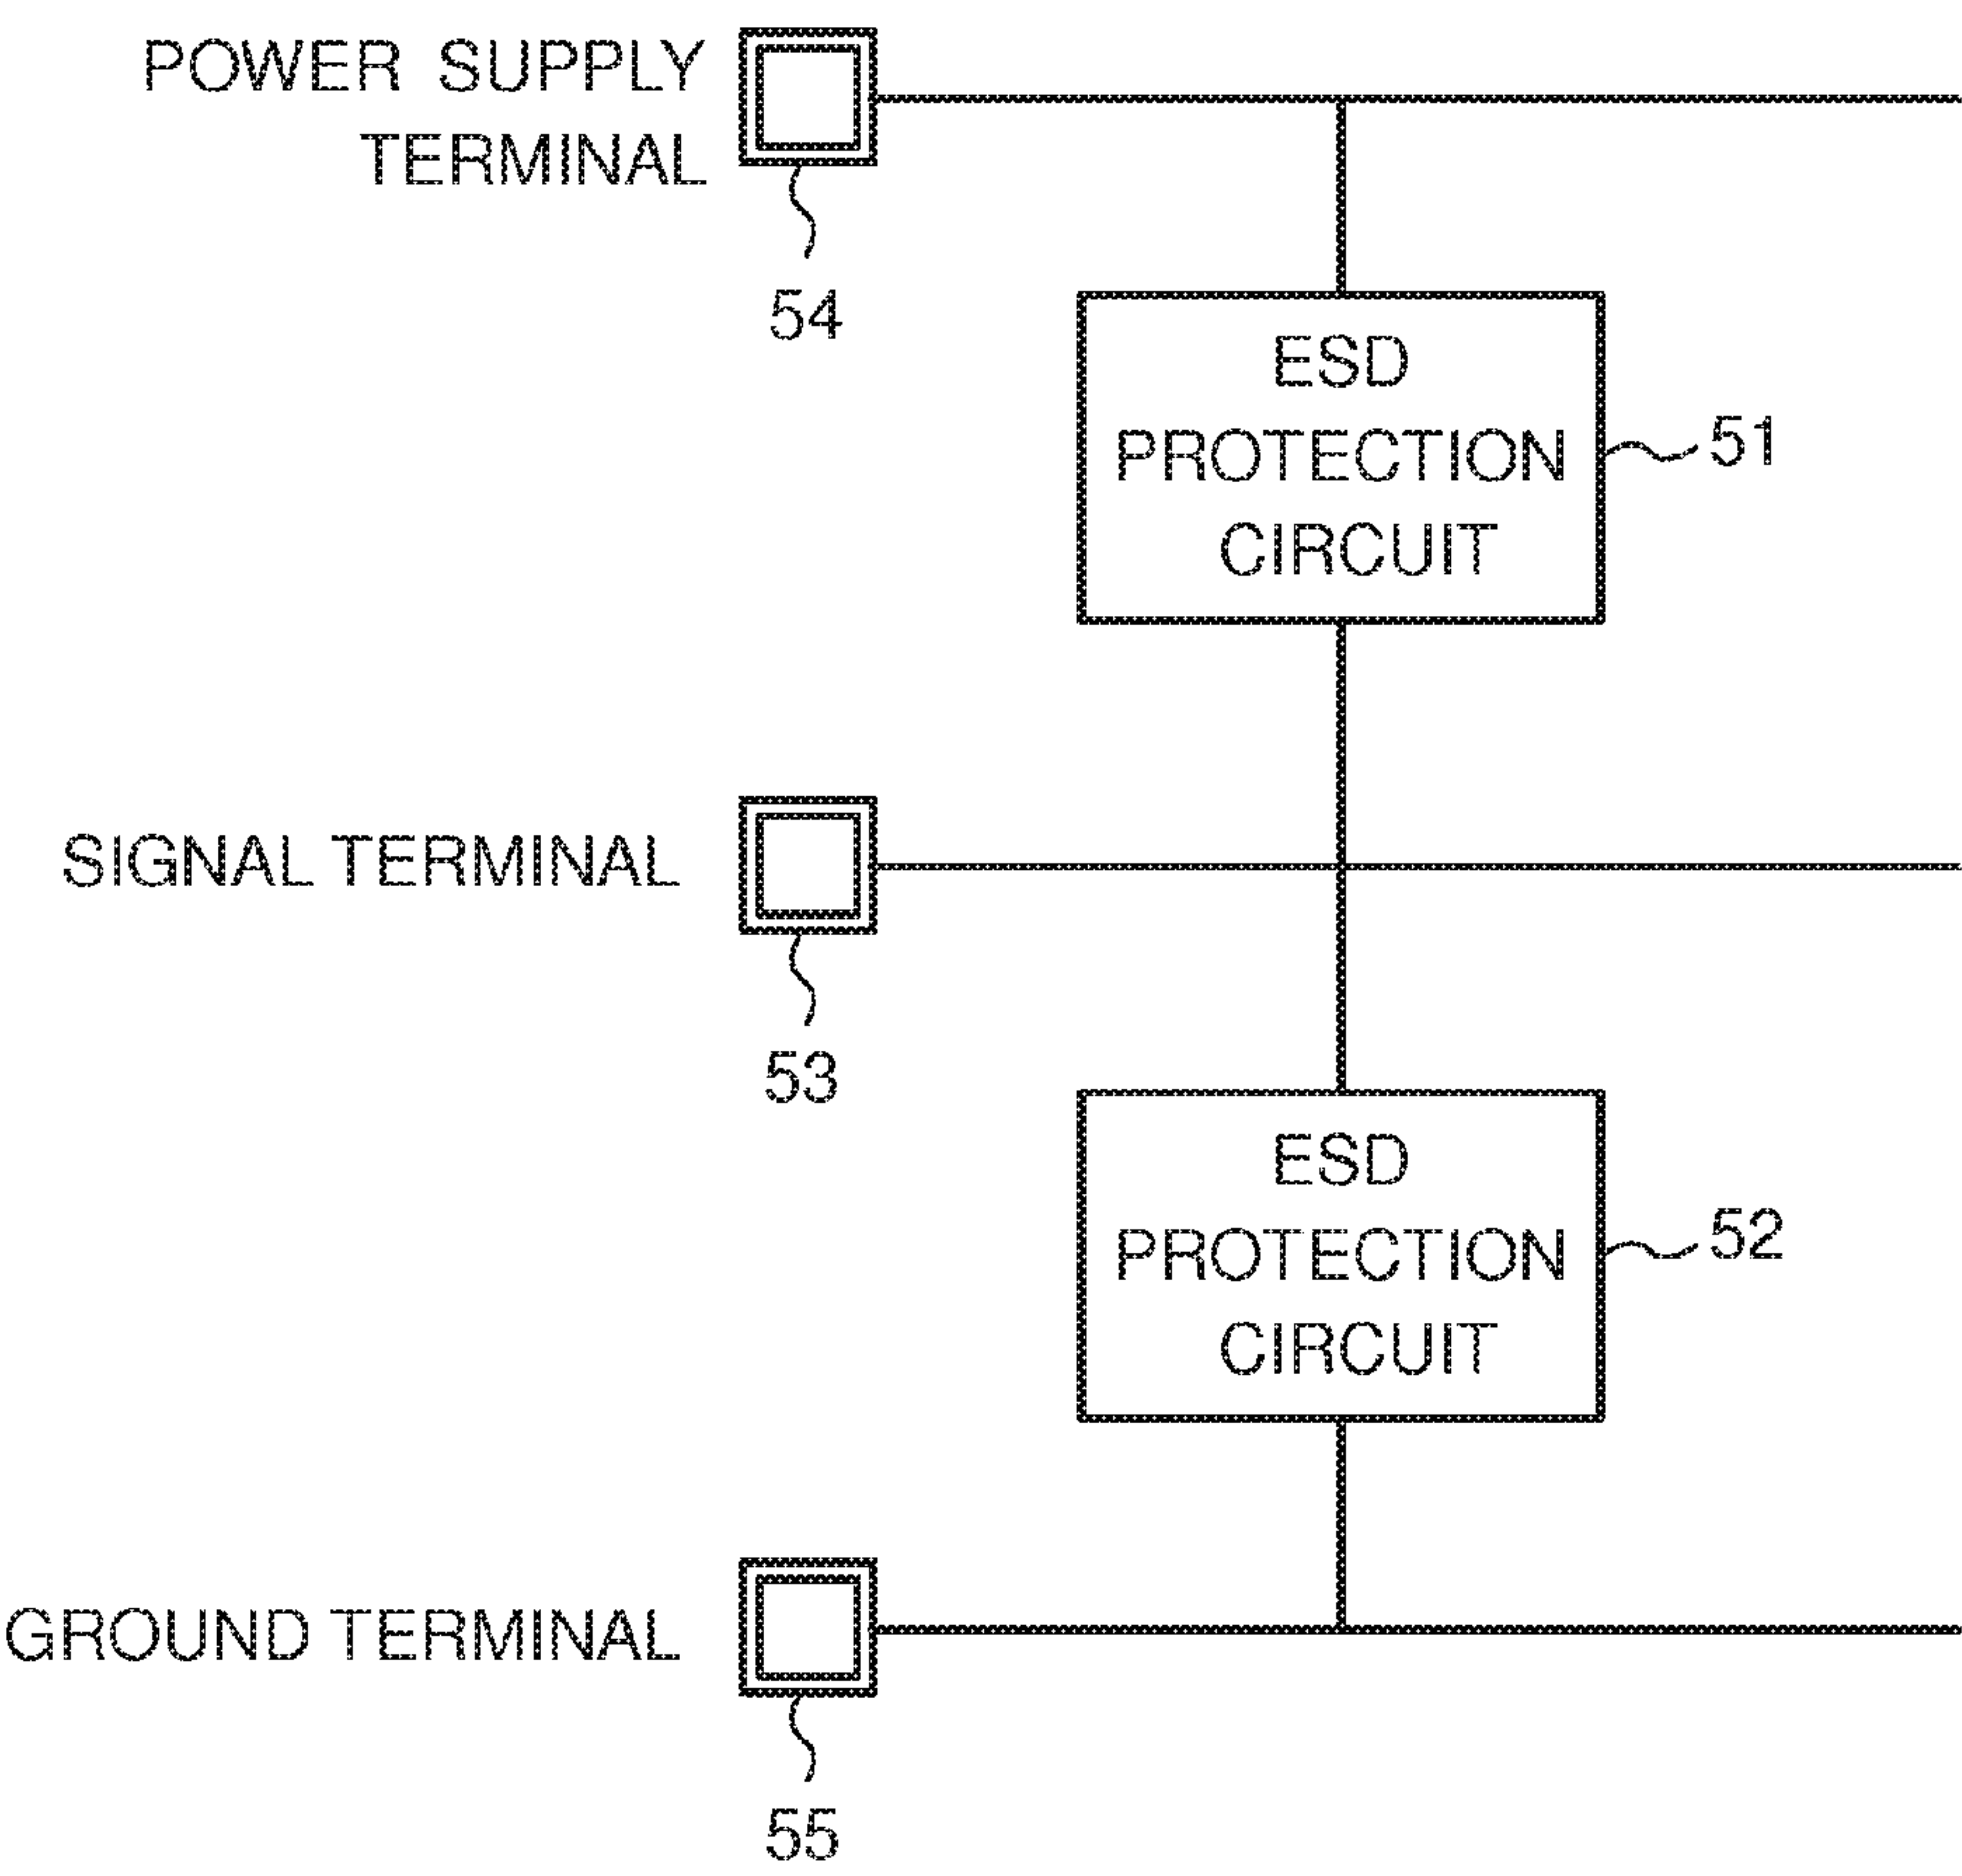 POWER SUPPLY
TERMINAL
54
ESD
PROTECTION
CIRCUIT
51
SIGNAL TERMINAL
53
ESD
PROTECTION
CIRCUIT
52
GROUND TERMINAL
55